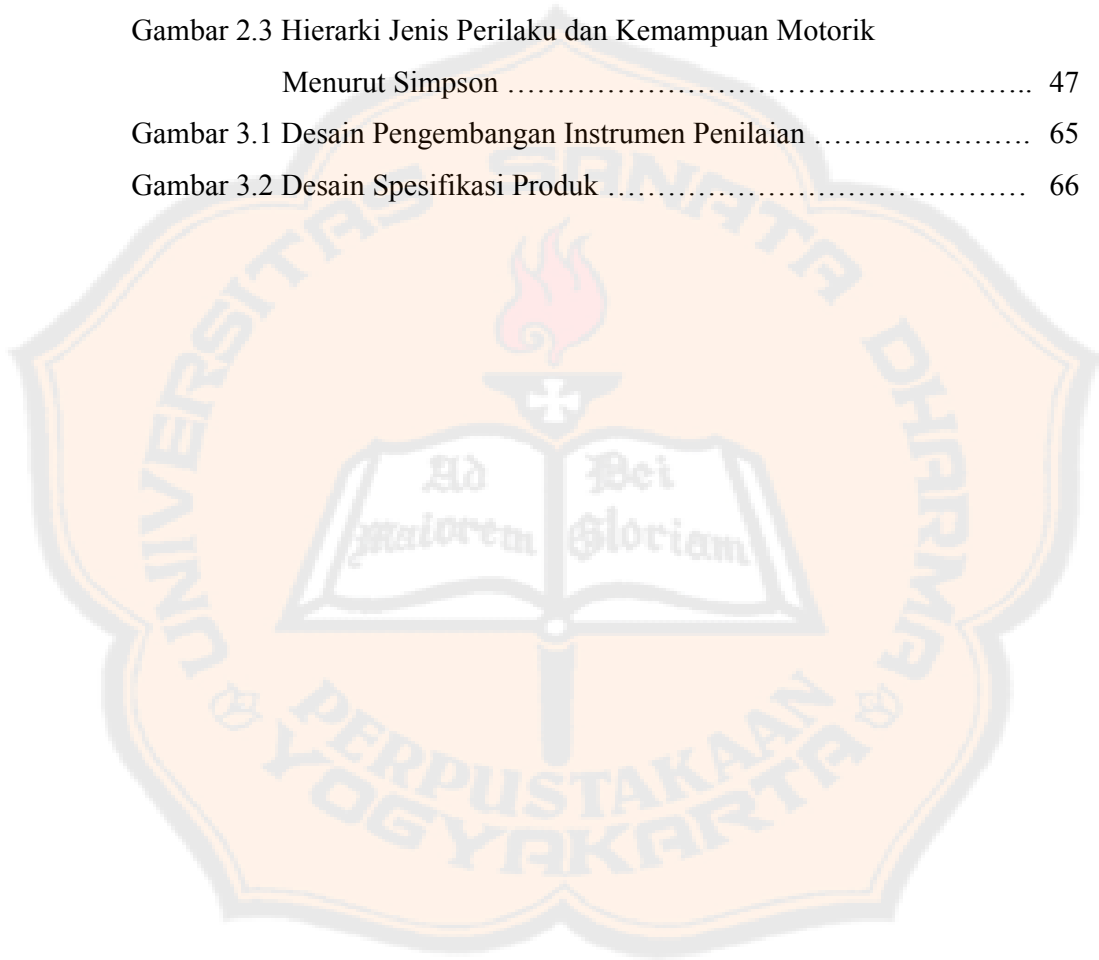 Gambar 2.3 Hierarki Jenis Perilaku dan Kemampuan Motorik
Menurut Simpson ……………………………………………….. 47
Gambar 3.1 Desain Pengembangan Instrumen Penilaian …………………. 65
Gambar 3.2 Desain Spesifikasi Produk …………………………………… 66
UNIVERSITAS SANATA DHARMA
Ad Dei
Maiorem Gloriam
PERPUSTAKAAN
YOGYAKARTA